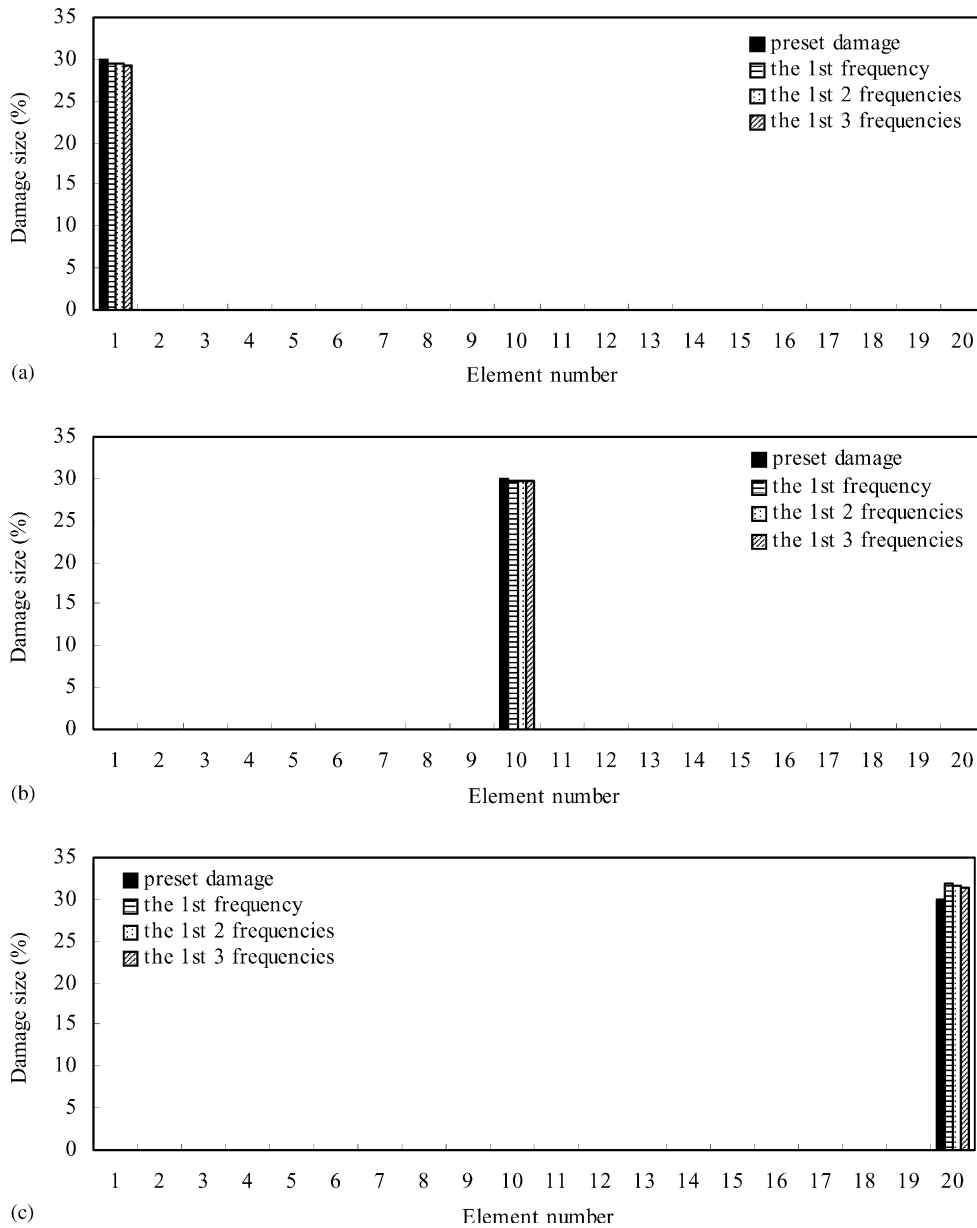 35
30
25
20
15
10
5
0
Damage size (%)
preset damage
the 1st frequency
the 1st 2 frequencies
the 1st 3 frequencies
1 2 3 4 5 6 7 8 9 10 11 12 13 14 15 16 17 18 19 20
Element number
(a)
35
30
25
20
15
10
5
0
Damage size (%)
preset damage
the 1st frequency
the 1st 2 frequencies
the 1st 3 frequencies
1 2 3 4 5 6 7 8 9 10 11 12 13 14 15 16 17 18 19 20
Element number
(b)
35
30
25
20
15
10
5
0
Damage size (%)
preset damage
the 1st frequency
the 1st 2 frequencies
the 1st 3 frequencies
1 2 3 4 5 6 7 8 9 10 11 12 13 14 15 16 17 18 19 20
Element number
(c)